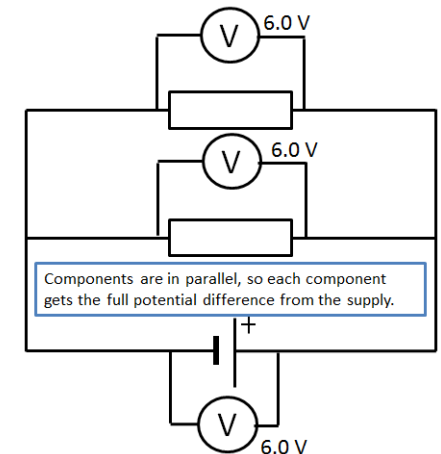 6.0 V
V
6.0 V
V
Components are in parallel, so each component
gets the full potential difference from the supply.
+
V
6.0 V